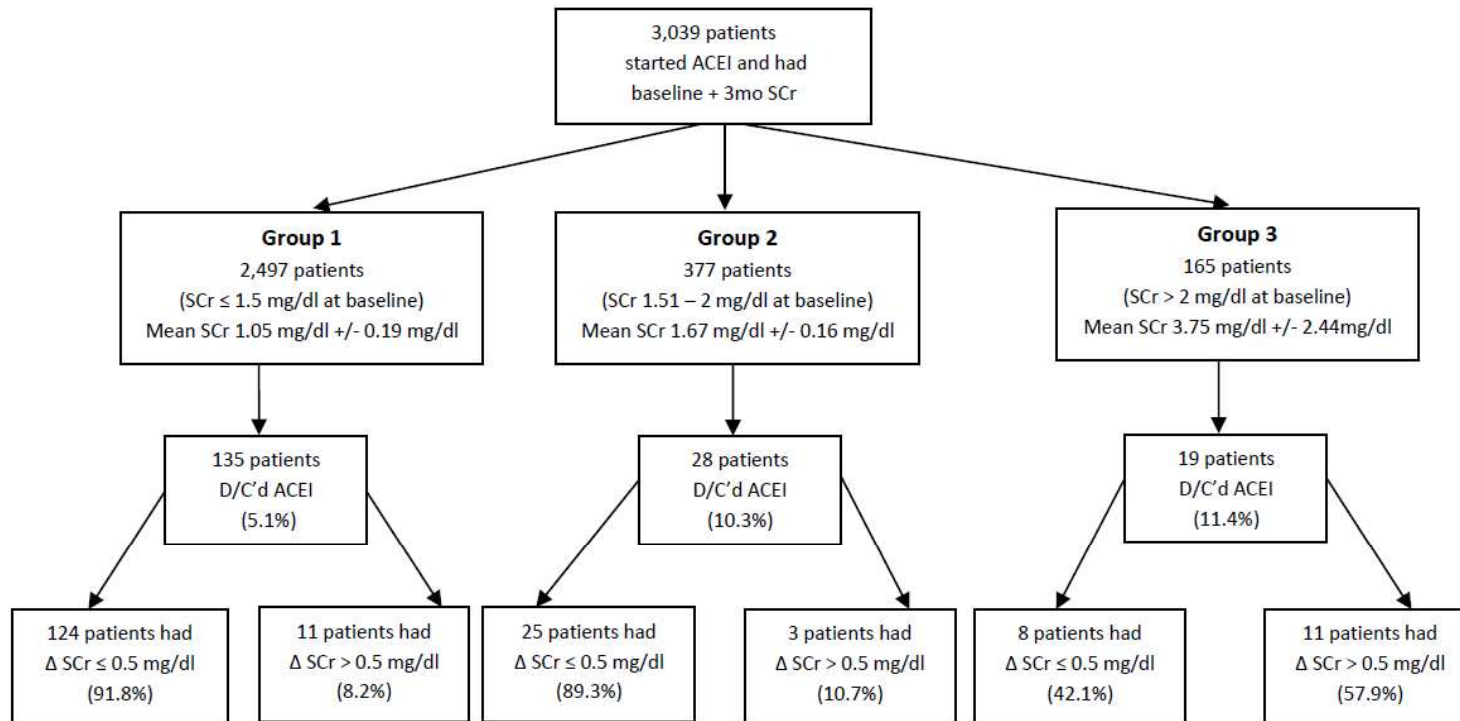 3,039 patients
started ACEI and had
baseline + 3mo SCr
Group 1
2,497 patients
(SCr ≤ 1.5 mg/dl at baseline)
Mean SCr 1.05 mg/dl +/- 0.19 mg/dl
Group 2
377 patients
(SCr 1.51 – 2 mg/dl at baseline)
Mean SCr 1.67 mg/dl +/- 0.16 mg/dl
Group 3
165 patients
(SCr > 2 mg/dl at baseline)
Mean SCr 3.75 mg/dl +/- 2.44mg/dl
135 patients
D/C’d ACEI
(5.1%)
28 patients
D/C’d ACEI
(10.3%)
19 patients
D/C’d ACEI
(11.4%)
124 patients had
Δ SCr ≤ 0.5 mg/dl
(91.8%)
11 patients had
Δ SCr > 0.5 mg/dl
(8.2%)
25 patients had
Δ SCr ≤ 0.5 mg/dl
(89.3%)
3 patients had
Δ SCr > 0.5 mg/dl
(10.7%)
8 patients had
Δ SCr ≤ 0.5 mg/dl
(42.1%)
11 patients had
Δ SCr > 0.5 mg/dl
(57.9%)